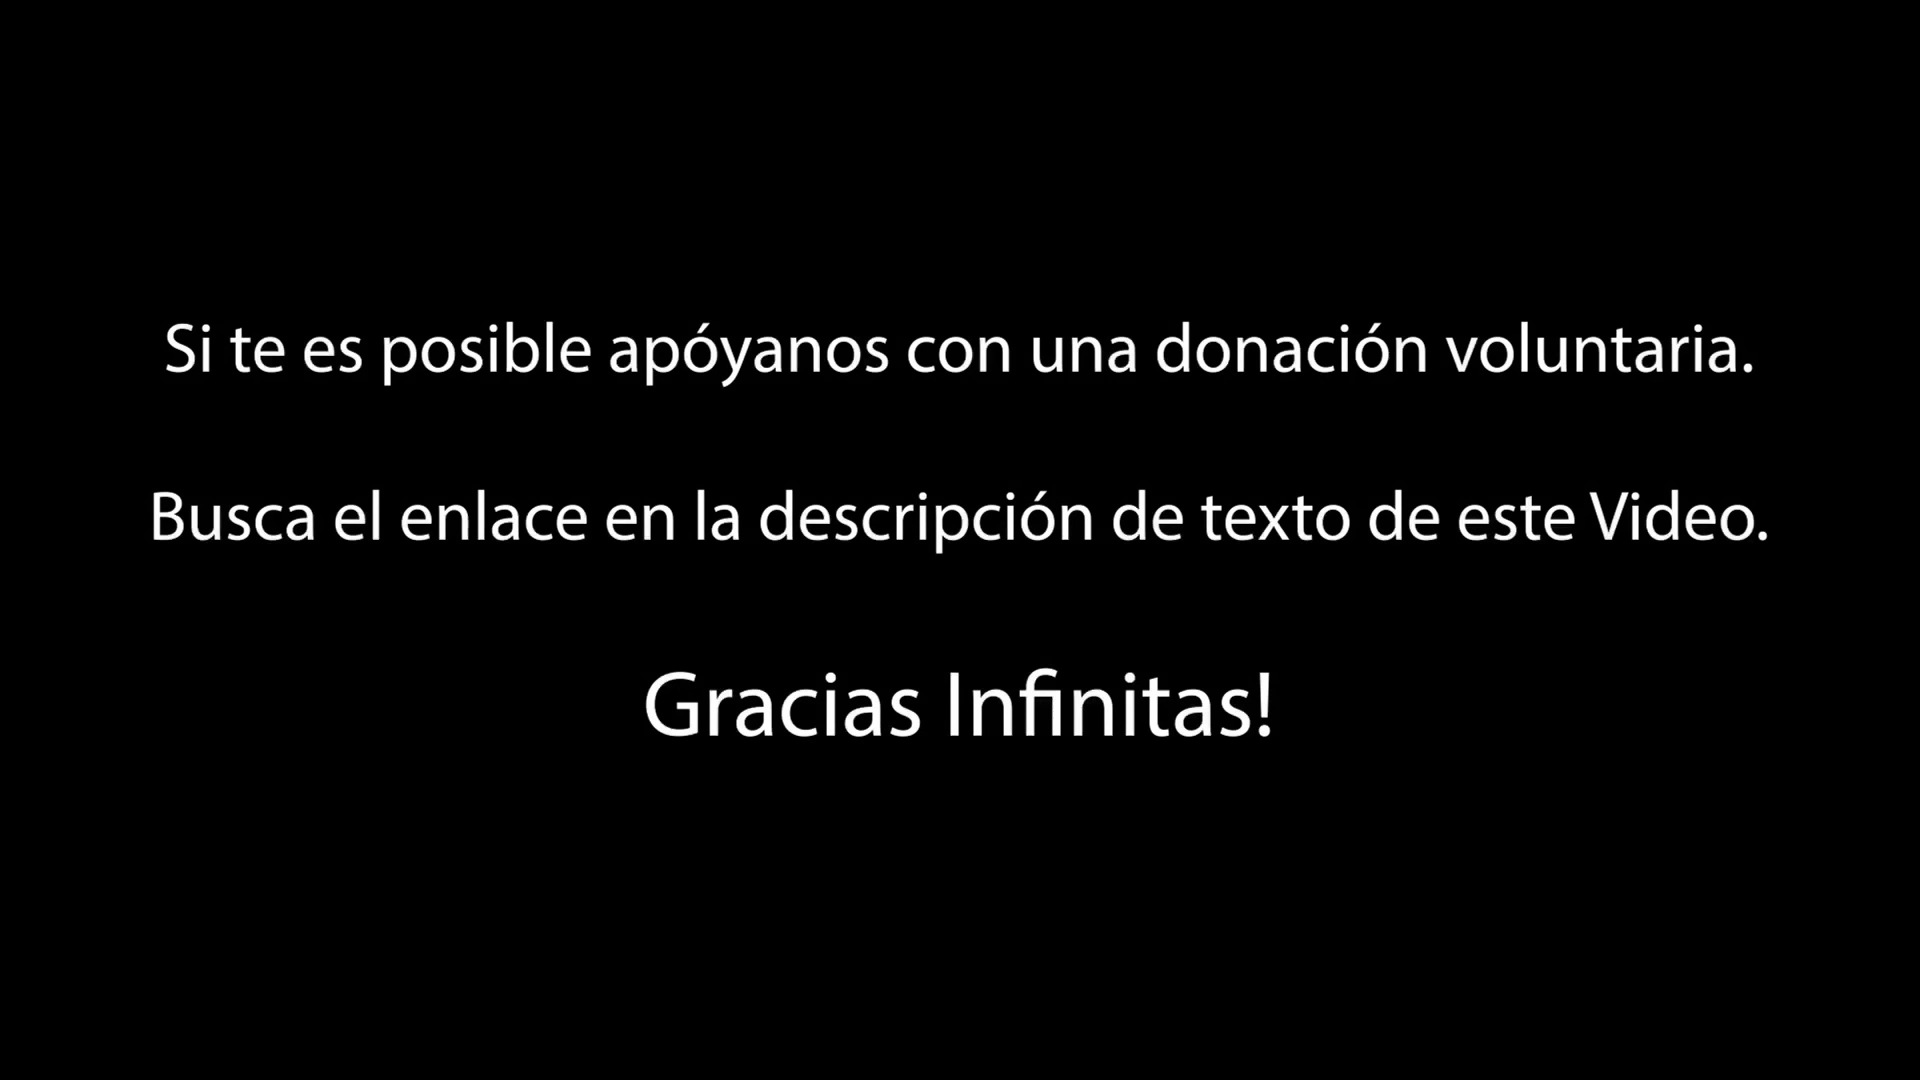 Si te es posible apóyanos con una donación voluntaria.
Busca el enlace en la descripción de texto de este Video.
Gracias Infinitas!